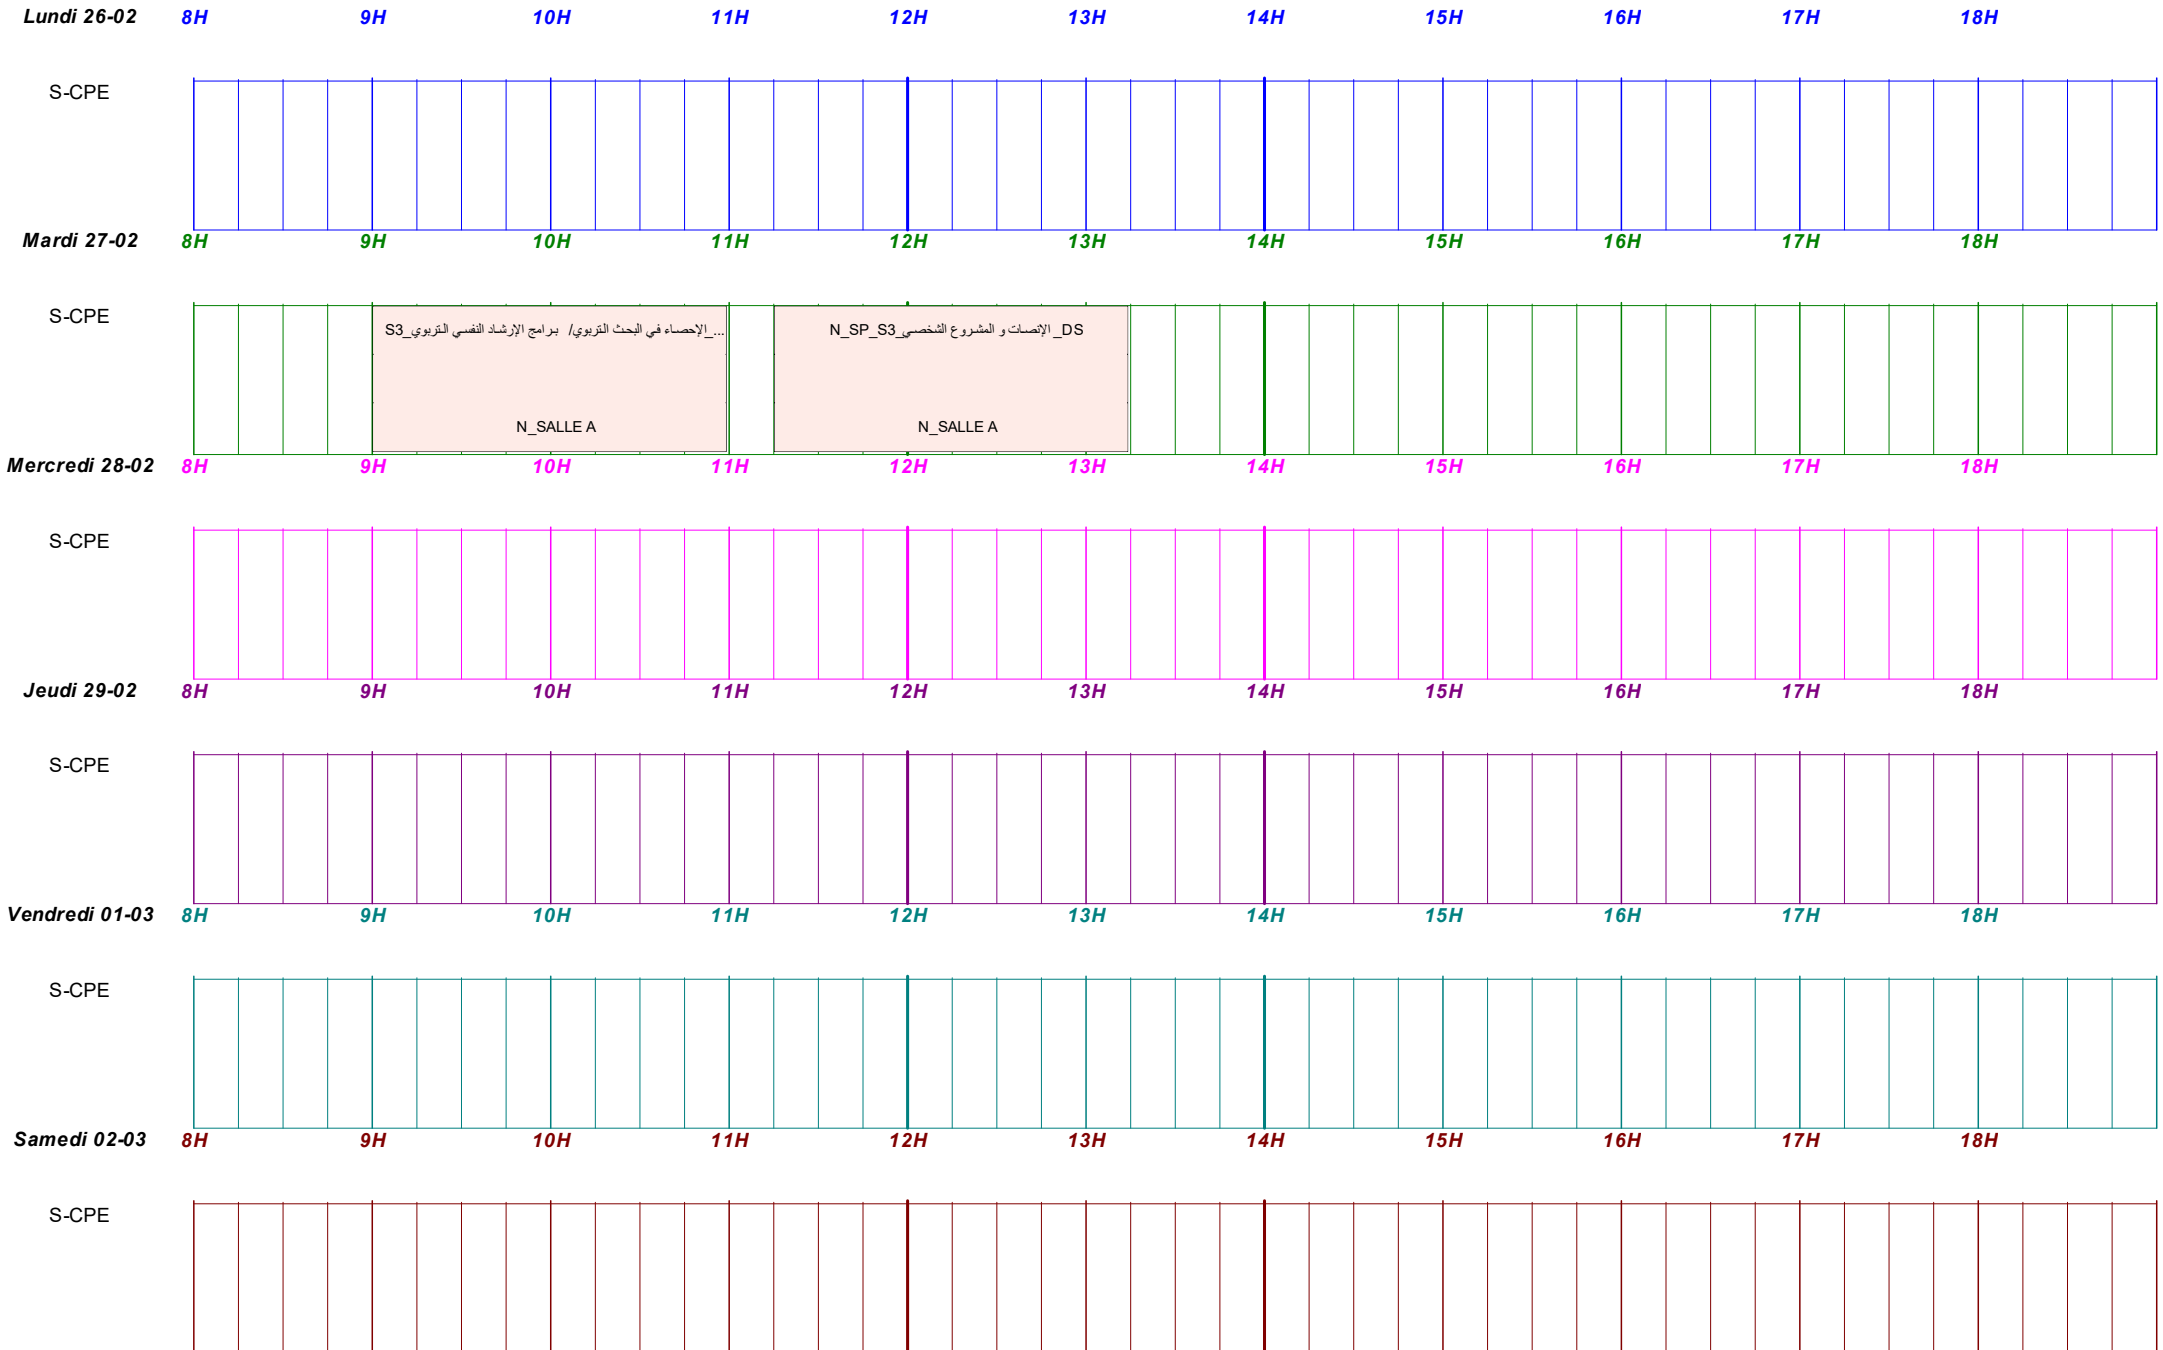 Lundi 26-02 8H 9H 10H 11H 12H 13H 14H 15H 16H 17H 18H
S-CPE
Mardi 27-02 8H 9H 10H 11H 12H 13H 14H 15H 16H 17H 18H
S-CPE
S3_الإحصاء في البحث التربوي/ برامج الإرشاد النفسي التربوي_...
N_SALLE A
N_SP_S3_الإنصات و المشروع الشخصي_DS
N_SALLE A
Mercredi 28-02 8H 9H 10H 11H 12H 13H 14H 15H 16H 17H 18H
S-CPE
Jeudi 29-02 8H 9H 10H 11H 12H 13H 14H 15H 16H 17H 18H
S-CPE
Vendredi 01-03 8H 9H 10H 11H 12H 13H 14H 15H 16H 17H 18H
S-CPE
Samedi 02-03 8H 9H 10H 11H 12H 13H 14H 15H 16H 17H 18H
S-CPE